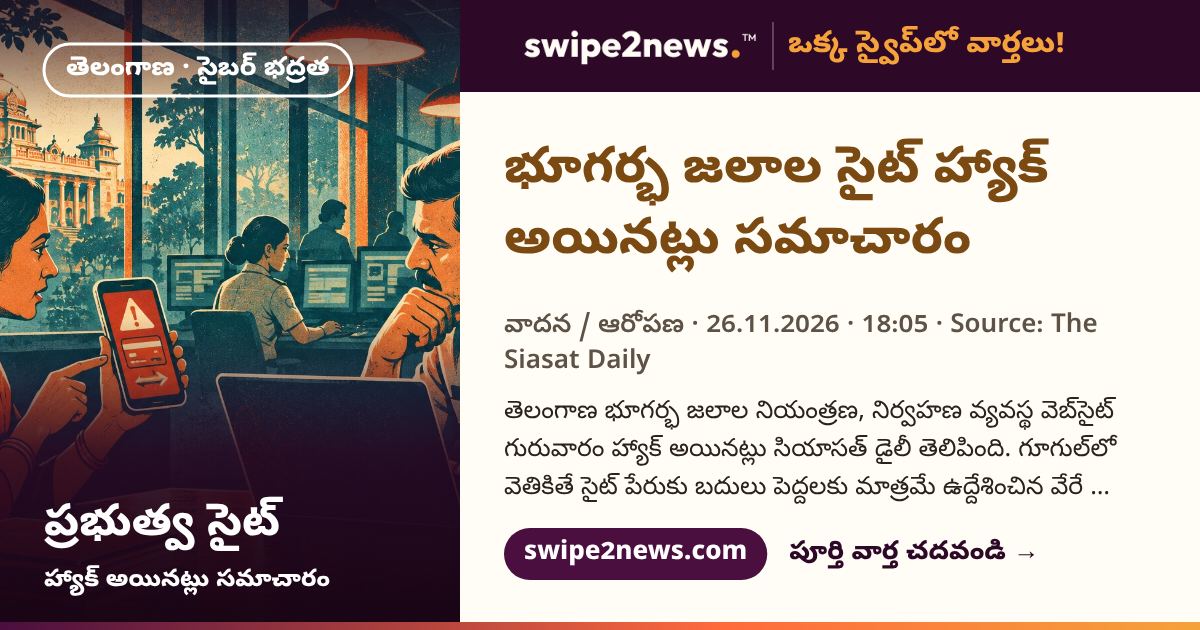 తెలంగాణ · సైబర్ భద్రత
ప్రభుత్వ సైట్
హ్యాక్ అయినట్లు సమాచారం
swipe2news.™
ఒక్క స్వైప్‌లో వార్తలు!
భూగర్భ జలాల సైట్ హ్యాక్
అయినట్లు సమాచారం
వాదన / ఆరోపణ · 26.11.2026 · 18:05 · Source: The
Siasat Daily
తెలంగాణ భూగర్భ జలాల నియంత్రణ, నిర్వహణ వ్యవస్థ వెబ్‌సైట్
గురువారం హ్యాక్ అయినట్లు సియాసత్ డైలీ తెలిపింది. గూగుల్‌లో
వెతికితే సైట్ పేరుకు బదులు పెద్దలకు మాత్రమే ఉద్దేశించిన వేరే ...
swipe2news.com
పూర్తి వార్త చదవండి →